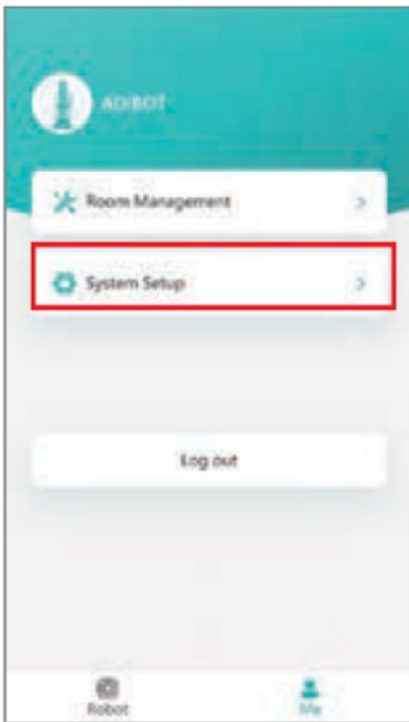 ADIBOT
Room Management
System Setup
Log out
Robot
Me